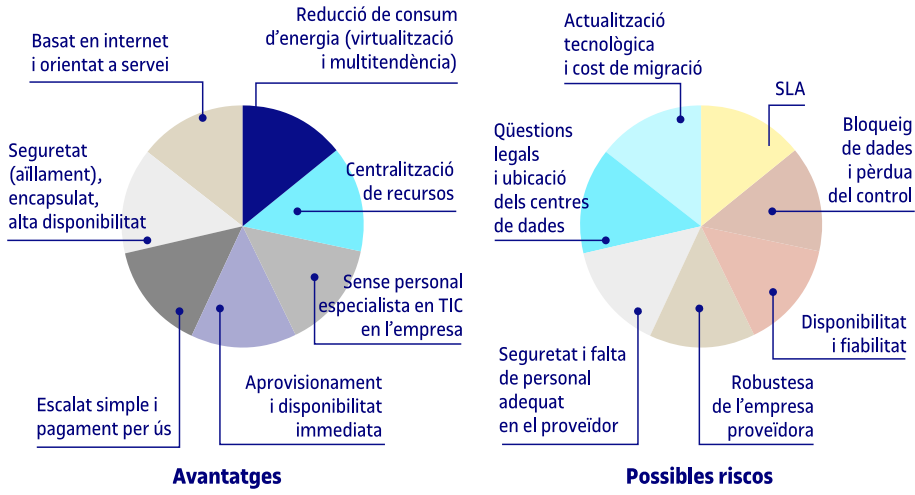 Reducció de consum
d’energia (virtualització
i multitendència)
Basat en internet
i orientat a servei
Seguretat
(aïllament),
encapsulat,
alta disponibilitat
Centralització
de recursos
Sense personal
especialista en TIC
en l’empresa
Escalat simple i
pagament per ús
Aprovisionament
i disponibilitat
immediata
Avantatges
Actualització
tecnològica
i cost de migració
SLA
Qüestions
legals
i ubicació
dels centres
de dades
Bloqueig
de dades
i pèrdua
del control
Disponibilitat
i fiabilitat
Seguretat i falta
de personal
adequat
en el proveïdor
Robustesa
de l’empresa
proveïdora
Possibles riscos